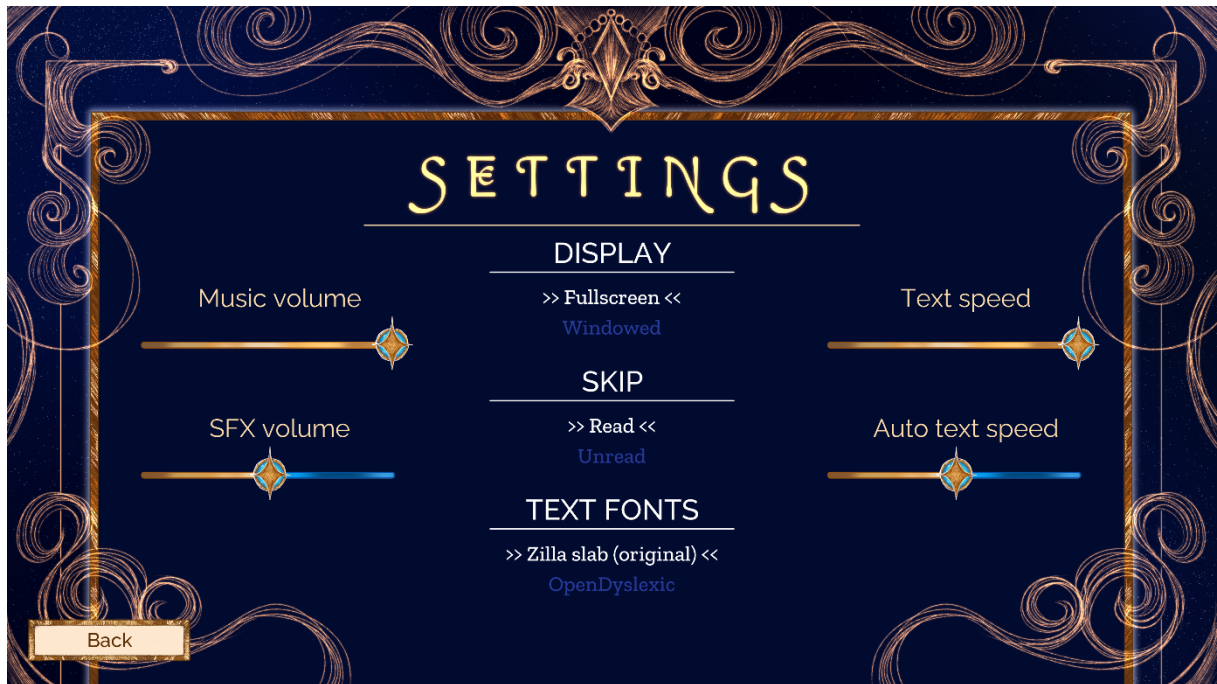 SETTINGS
Music volume
SFX volume
DISPLAY
>> Fullscreen <<
Windowed
SKIP
>> Read <<
Unread
TEXT FONTS
>> Zilla slab (original) <<
OpenDyslexic
Text speed
Auto text speed
Back